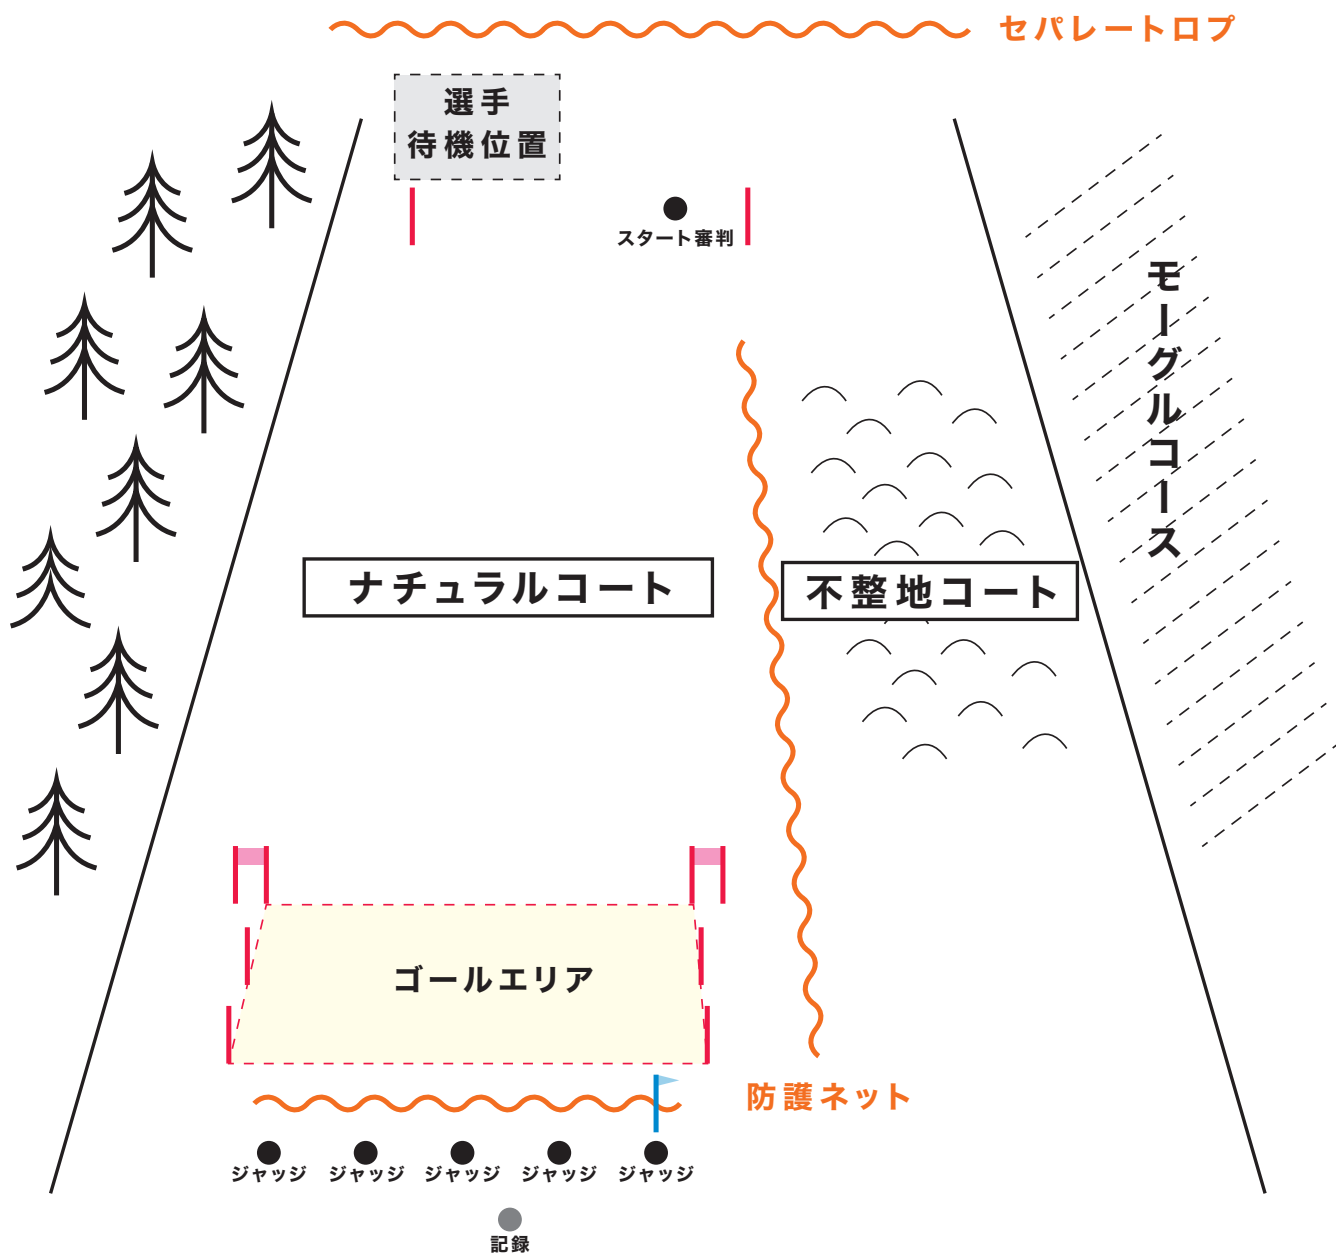 セパレートロプ
選手
待機位置
スタート審判
モーグルコース
ナチュラルコート
不整地コート
ゴールエリア
防護ネット
ジャッジ
ジャッジ
ジャッジ
ジャッジ
ジャッジ
記録